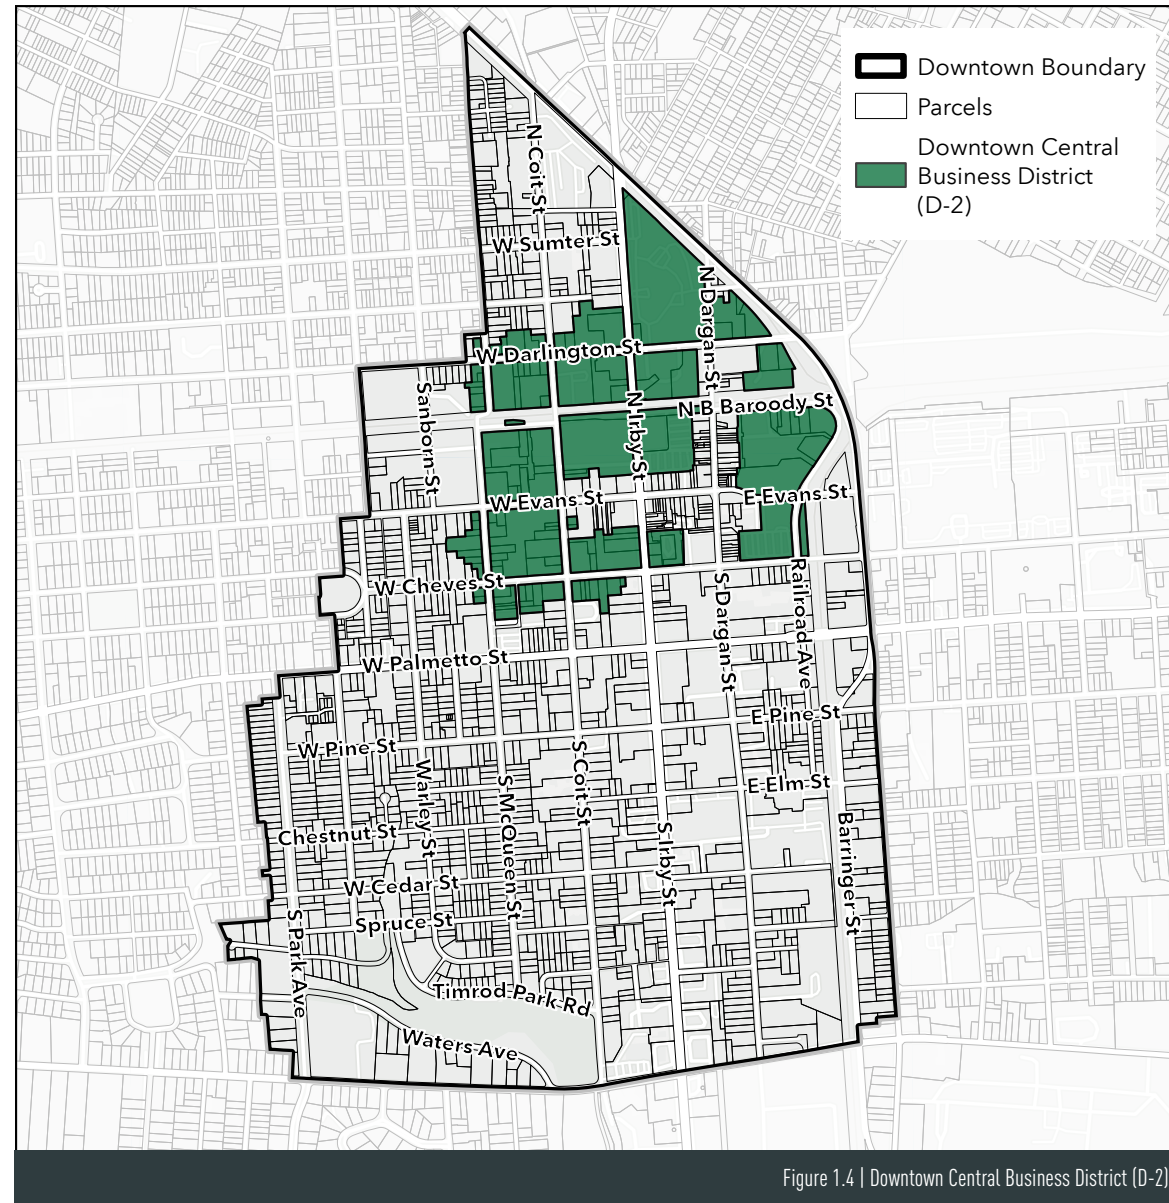 Downtown Boundary
Parcels
Downtown Central
Business District
(D-2)
N Coit St
W Sumter St
N Dargan St
W Darlington St
Sanborn St
N Irby St
N B Baroody St
W Evans St
E Evans St
W Cheves St
S Dargan St
Railroad Ave
W Palmetto St
E Pine St
W Pine St
Warley St
S McQueen St
S Coit St
E Elm St
Chestnut St
S Irby St
Barringer St
W Cedar St
Spruce St
S Park Ave
Timrod Park Rd
Waters Ave
Figure 1.4 | Downtown Central Business District (D-2)